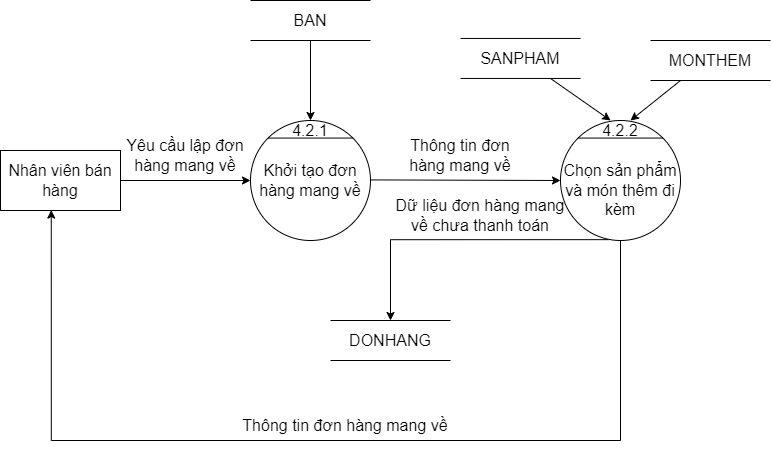 BAN
SANPHAM
MONTHEM
4.2.1
4.2.2
Yêu cầu lập đơn
hàng mang về
Thông tin đơn
hàng mang về
Nhân viên bán
hàng
Khởi tạo đơn
hàng mang về
Chọn sản phẩm
và món thêm đi
kèm
Dữ liệu đơn hàng mang
về chưa thanh toán
DONHANG
Thông tin đơn hàng mang về